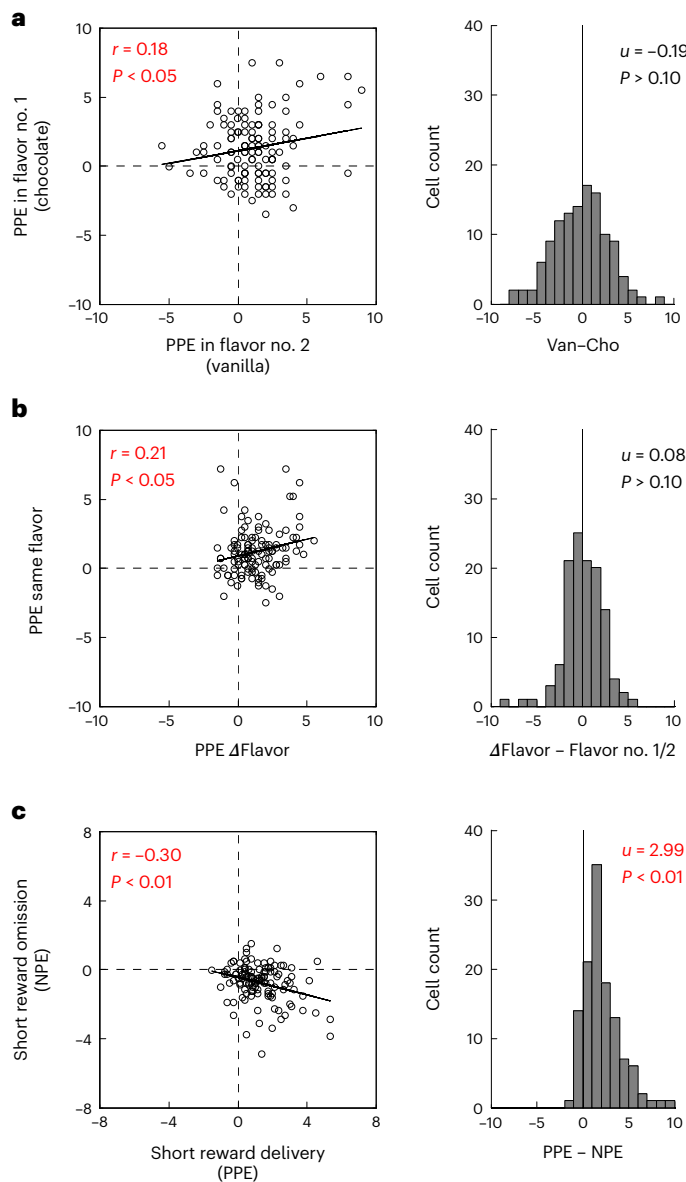 a
r = 0.18
P < 0.05
10
5
0
–5
–10
–10
–5
0
5
10
PPE in flavor no. 1
(chocolate)
PPE in flavor no. 2
(vanilla)
u = –0.19
P > 0.10
40
30
20
10
0
–10
–5
0
5
10
Cell count
Van–Cho
b
r = 0.21
P < 0.05
10
5
0
–5
–10
–10
–5
0
5
10
PPE same flavor
PPE ΔFlavor
u = 0.08
P > 0.10
40
30
20
10
0
–10
–5
0
5
10
Cell count
ΔFlavor – Flavor no. 1/2
c
r = –0.30
P < 0.01
8
4
0
–4
–8
–8
–4
0
4
8
Short reward omission
(NPE)
Short reward delivery
(PPE)
u = 2.99
P < 0.01
40
30
20
10
0
–10
–5
0
5
10
Cell count
PPE – NPE